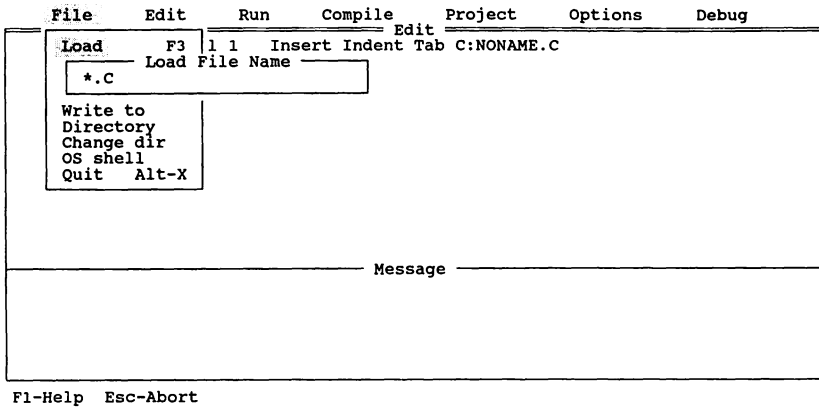 File Edit Run Compile Project Options Debug
Edit
Load F3 l 1 Insert Indent Tab C:NONAME.C
Load File Name
*.C
Write to
Directory
Change dir
OS shell
Quit Alt-X
Message
F1-Help Esc-Abort